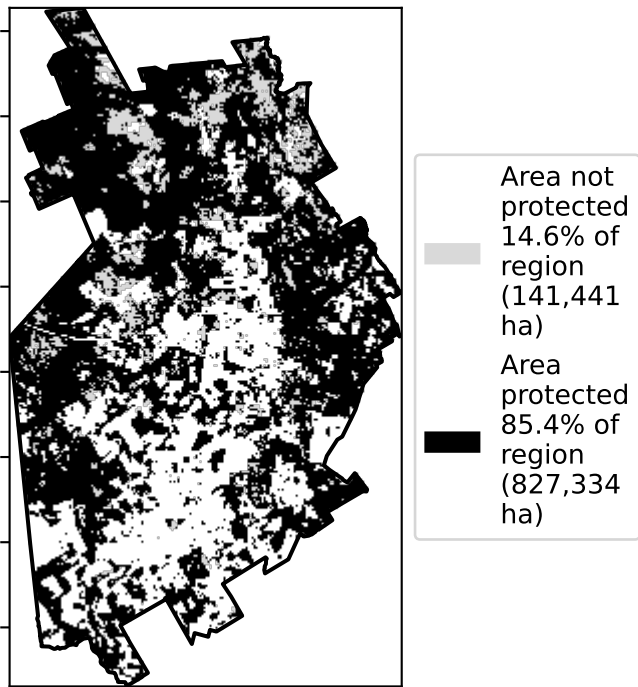 Area not
protected
14.6% of
region
(141,441
ha)
Area
protected
85.4% of
region
(827,334
ha)